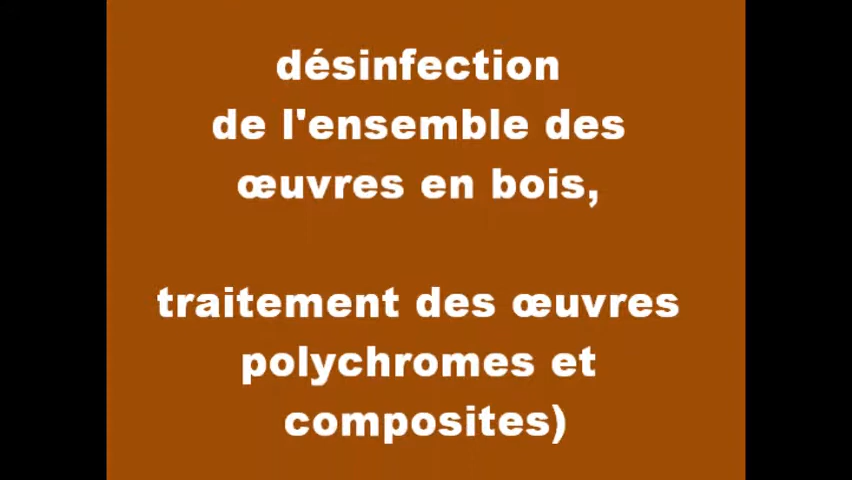 désinfection
de l'ensemble des
œuvres en bois,
traitement des œuvres
polychromes et
composites)